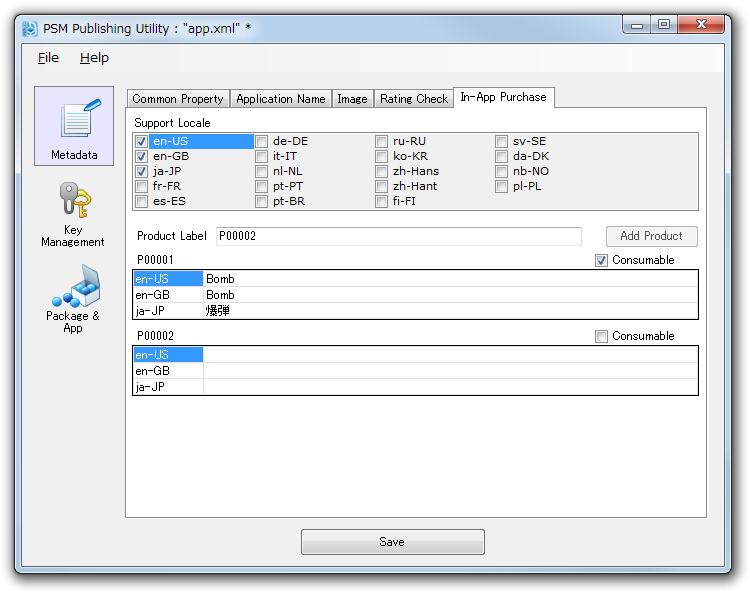 PSM Publishing Utility : "app.xml" *
File Help
Metadata
Key
Management
Package &
App
Common Property Application Name Image Rating Check In-App Purchase
Support Locale
en-US de-DE ru-RU sv-SE
en-GB it-IT ko-KR da-DK
ja-JP nl-NL zh-Hans nb-NO
fr-FR pt-PT zh-Hant pl-PL
es-ES pt-BR fi-FI
Product Label P00002 Add Product
P00001 Consumable
en-US Bomb
en-GB Bomb
ja-JP 爆弾
P00002 Consumable
en-US
en-GB
ja-JP
Save